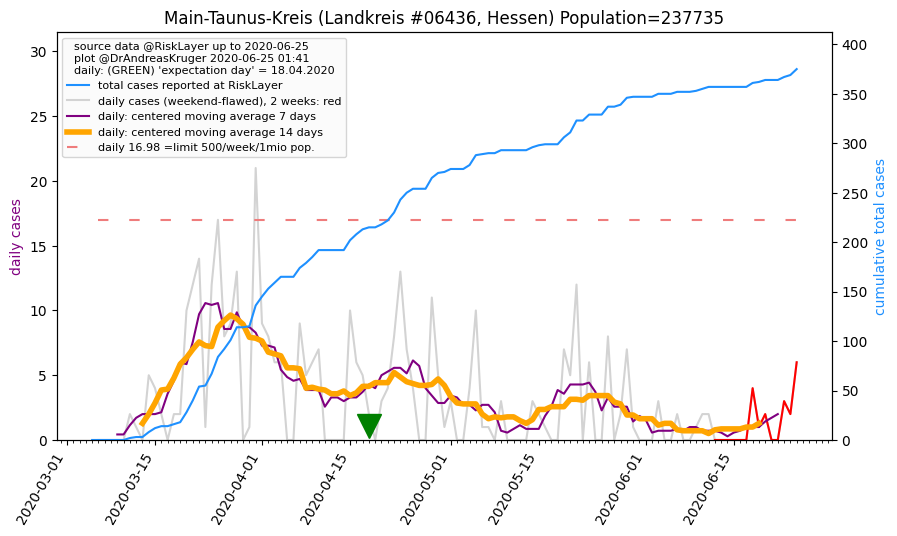 Main-Taunus-Kreis (Landkreis #06436, Hessen) Population=237735
source data @RiskLayer up to 2020-06-25
plot @DrAndreasKruger 2020-06-25 01:41
daily: (GREEN) 'expectation day' = 18.04.2020
total cases reported at RiskLayer
daily cases (weekend-flawed), 2 weeks: red
daily: centered moving average 7 days
daily: centered moving average 14 days
daily 16.98 =limit 500/week/1mio pop.
daily cases
30
25
20
15
10
5
0
cumulative total cases
400
350
300
250
200
150
100
50
0
2020-03-01
2020-03-15
2020-04-01
2020-04-15
2020-05-01
2020-05-15
2020-06-01
2020-06-15